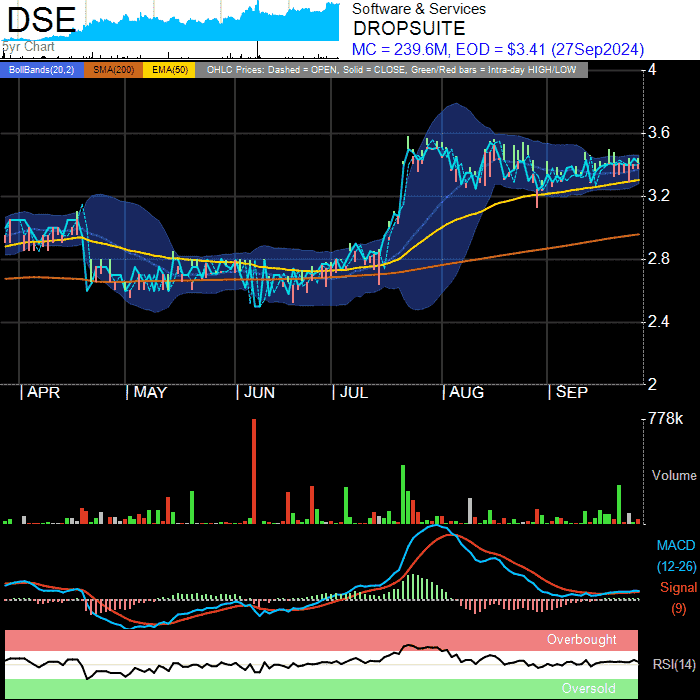 DSE
Software & Services
DROPSUITE
MC = 239.6M, EOD = $3.41 (27Sep2024)
5yr Chart
BollBands(20,2) SMA(200) EMA(50) OHLC Prices: Dashed = OPEN, Solid = CLOSE, Green/Red bars = Intra-day HIGH/LOW
4
3.6
3.2
2.8
2.4
2
APR MAY JUN JUL AUG SEP
778k
Volume
MACD
(12-26)
Signal
(9)
Overbought
RSI(14)
Oversold